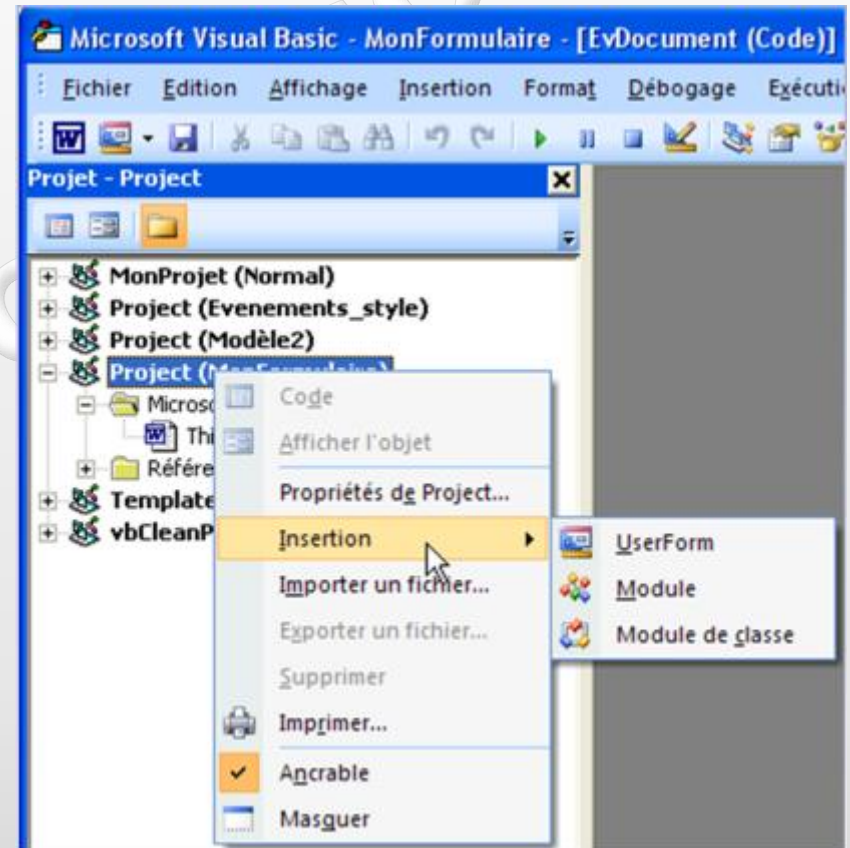 Microsoft Visual Basic - MonFormulaire - [EvDocument (Code)]
Fichier Edition Affichage Insertion Format Débogage
Projet - Project
MonProjet (Normal)
Project (Evenements_style)
Project (Modèle2)
Project (MonFormulaire)
Code
Afficher l'objet
Propriétés de Project...
Insertion
UserForm
Importer un fichier...
Module
Exporter un fichier...
Module de classe
Supprimer
Imprimer...
Ancrable
Masquer